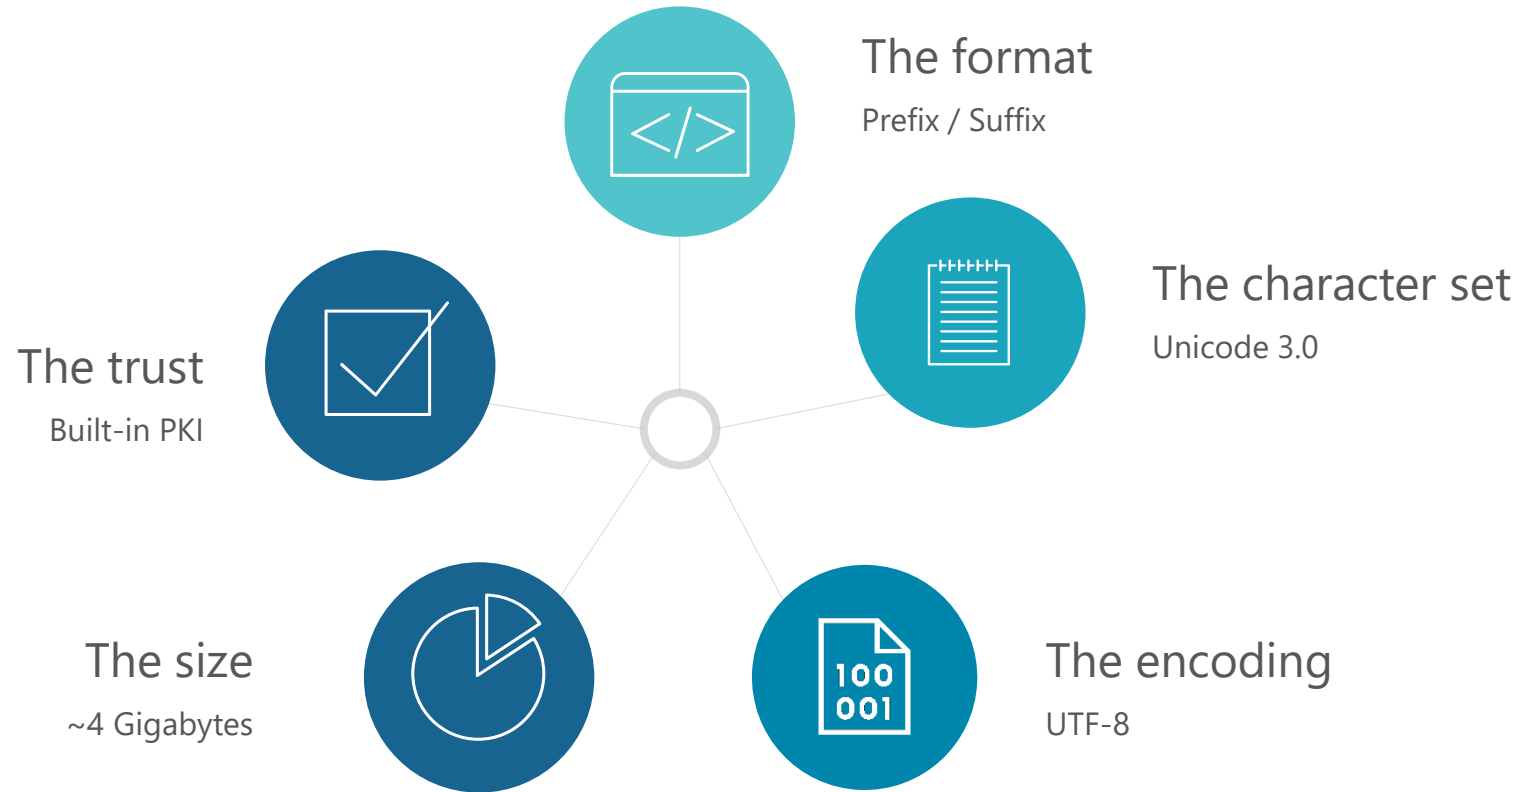 The format
Prefix / Suffix
</>
The character set
Unicode 3.0
The trust
Built-in PKI
The size
~4 Gigabytes
100
001
The encoding
UTF-8